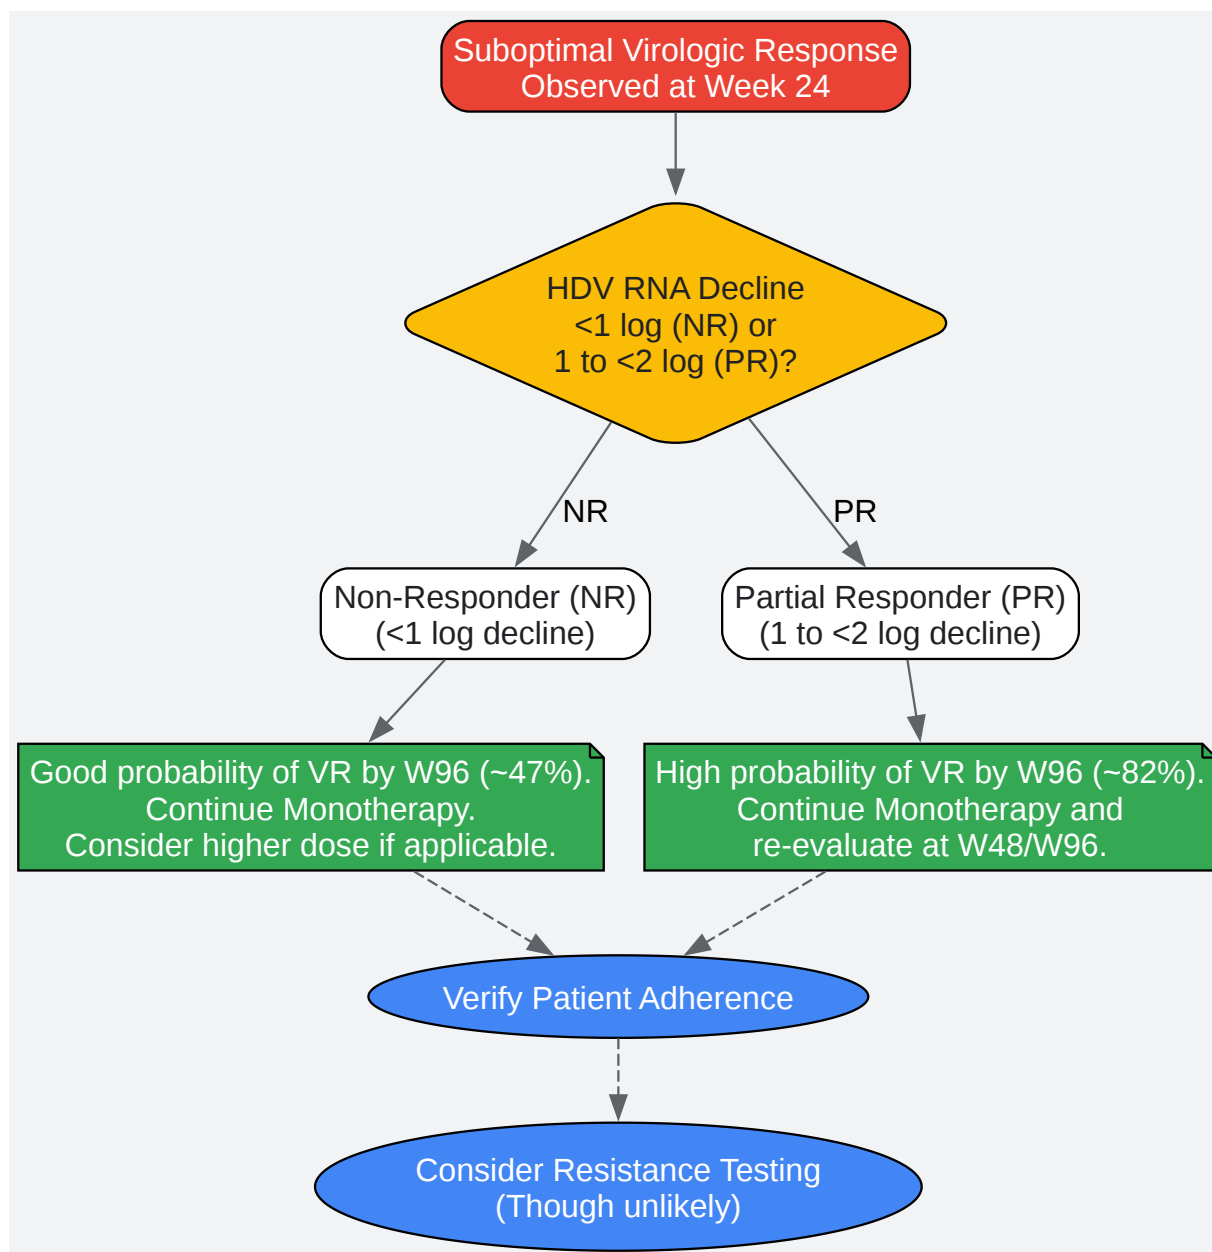 Suboptimal Virologic Response
Observed at Week 24
HDV RNA Decline
<1 log (NR) or
1 to <2 log (PR)?
NR
PR
Non-Responder (NR)
(<1 log decline)
Partial Responder (PR)
(1 to <2 log decline)
Good probability of VR by W96 (~47%).
Continue Monotherapy.
Consider higher dose if applicable.
High probability of VR by W96 (~82%).
Continue Monotherapy and
re-evaluate at W48/W96.
Verify Patient Adherence
Consider Resistance Testing
(Though unlikely)